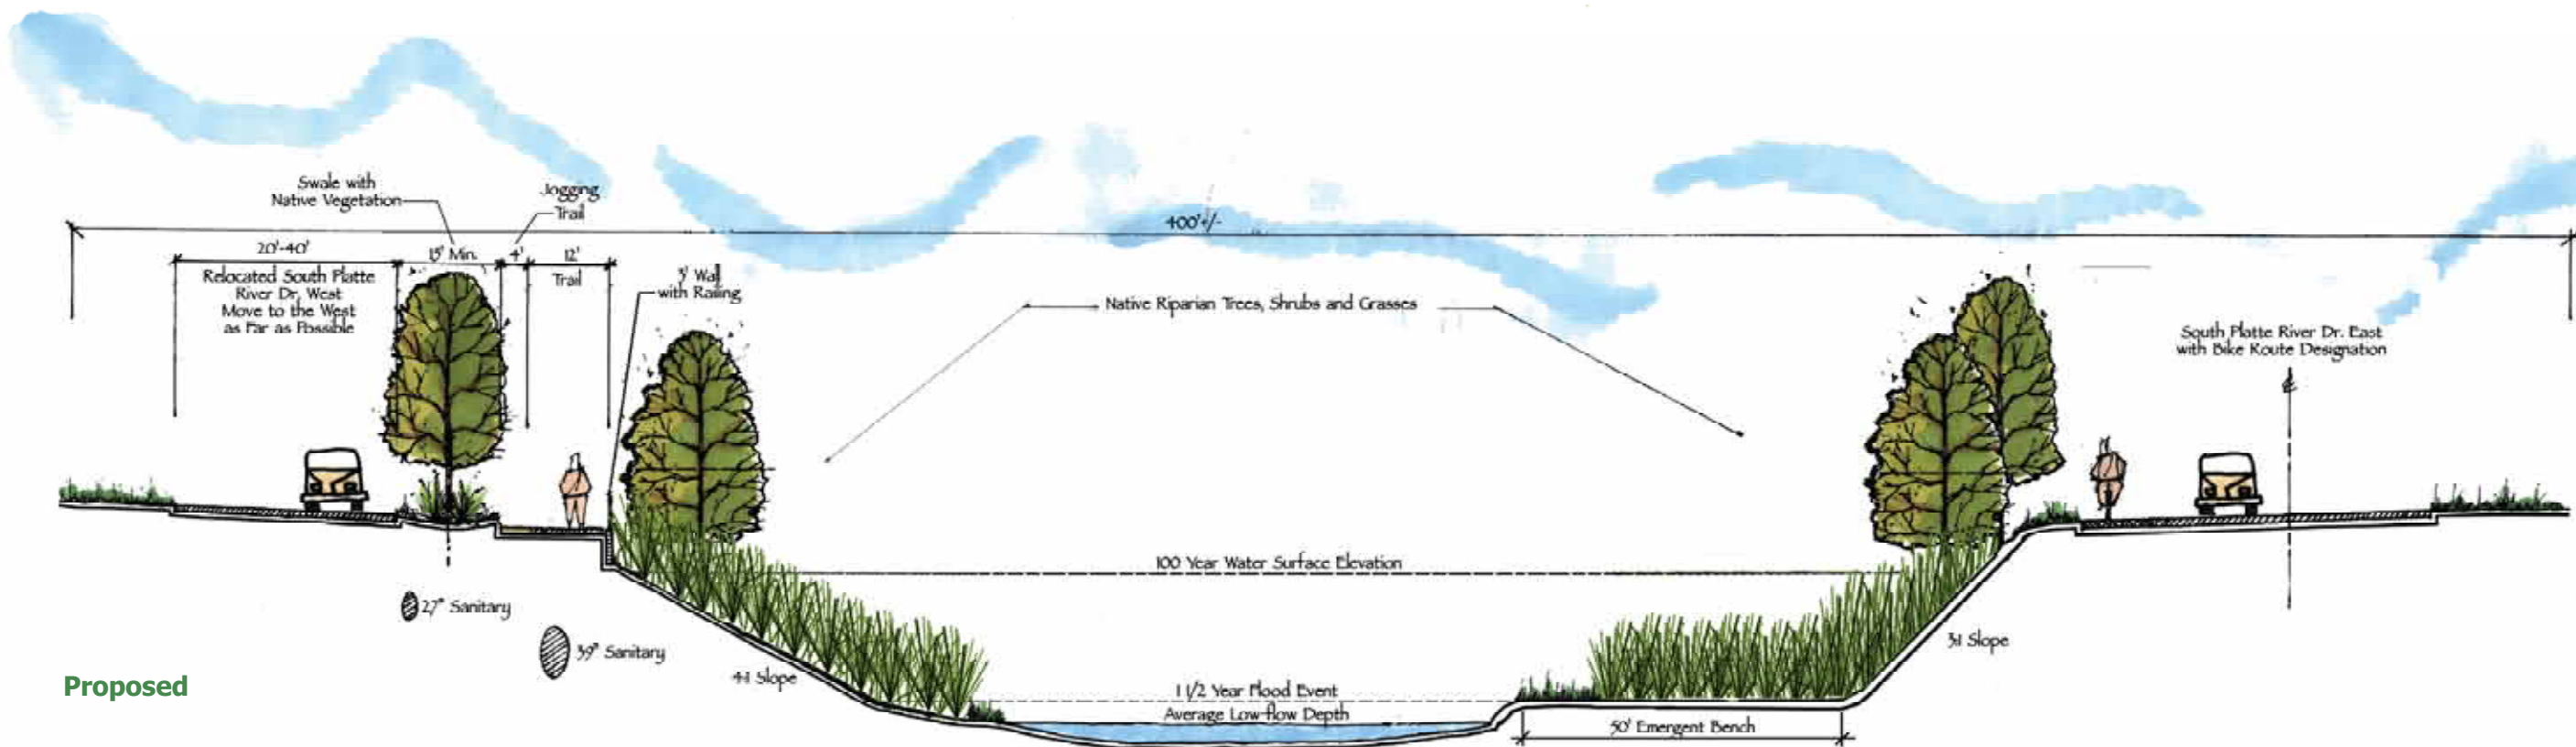 Swale with
Native Vegetation
Jogging
Trail
400'+/-
20'-40'
15' Min.
4'
12'
Relocated South Platte
River Dr. West
Move to the West
as Far as Possible
Trail
3' Wall
with Railing
Native Riparian Trees, Shrubs and Grasses
South Platte River Dr. East
with Bike Route Designation
100 Year Water Surface Elevation
27" Sanitary
39" Sanitary
4:1 Slope
3:1 Slope
1 1/2 Year Flood Event
Average Low-flow Depth
50' Emergent Bench
Proposed